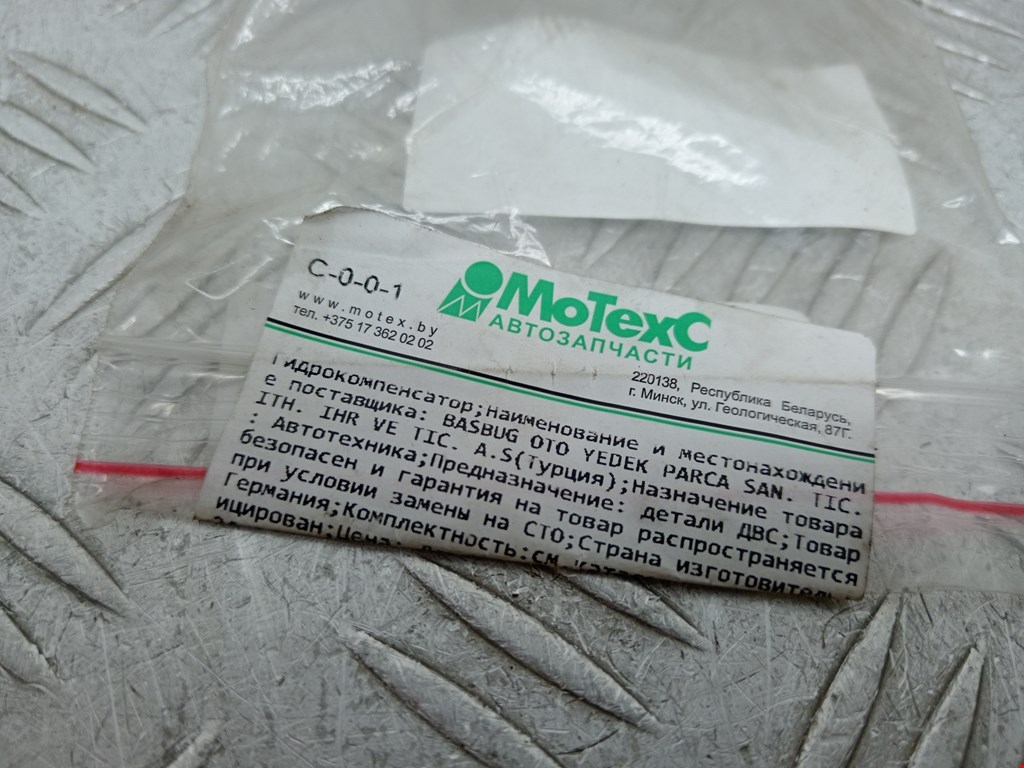 С-0-0-1
МоТехС
АВТОЗАПЧАСТИ
www.motex.by
тел. +375 17 362 02 02
220138, Республика Беларусь,
г. Минск, ул. Геологическая, 87Г.
Гидрокомпенсатор;Наименование и местонахождени
е поставщика: BASBUG OTO YEDEK PARCA SAN. TIC.
ITH. IHR VE TIC. A.S(Турция);Назначение товара
: Автотехника;Предназначение: детали ДВС;Товар
безопасен и гарантия на товар распространяется
при условии замены на СТО;Страна изготовитель
Германия;Комплектность:см.
ицирован;Цена: